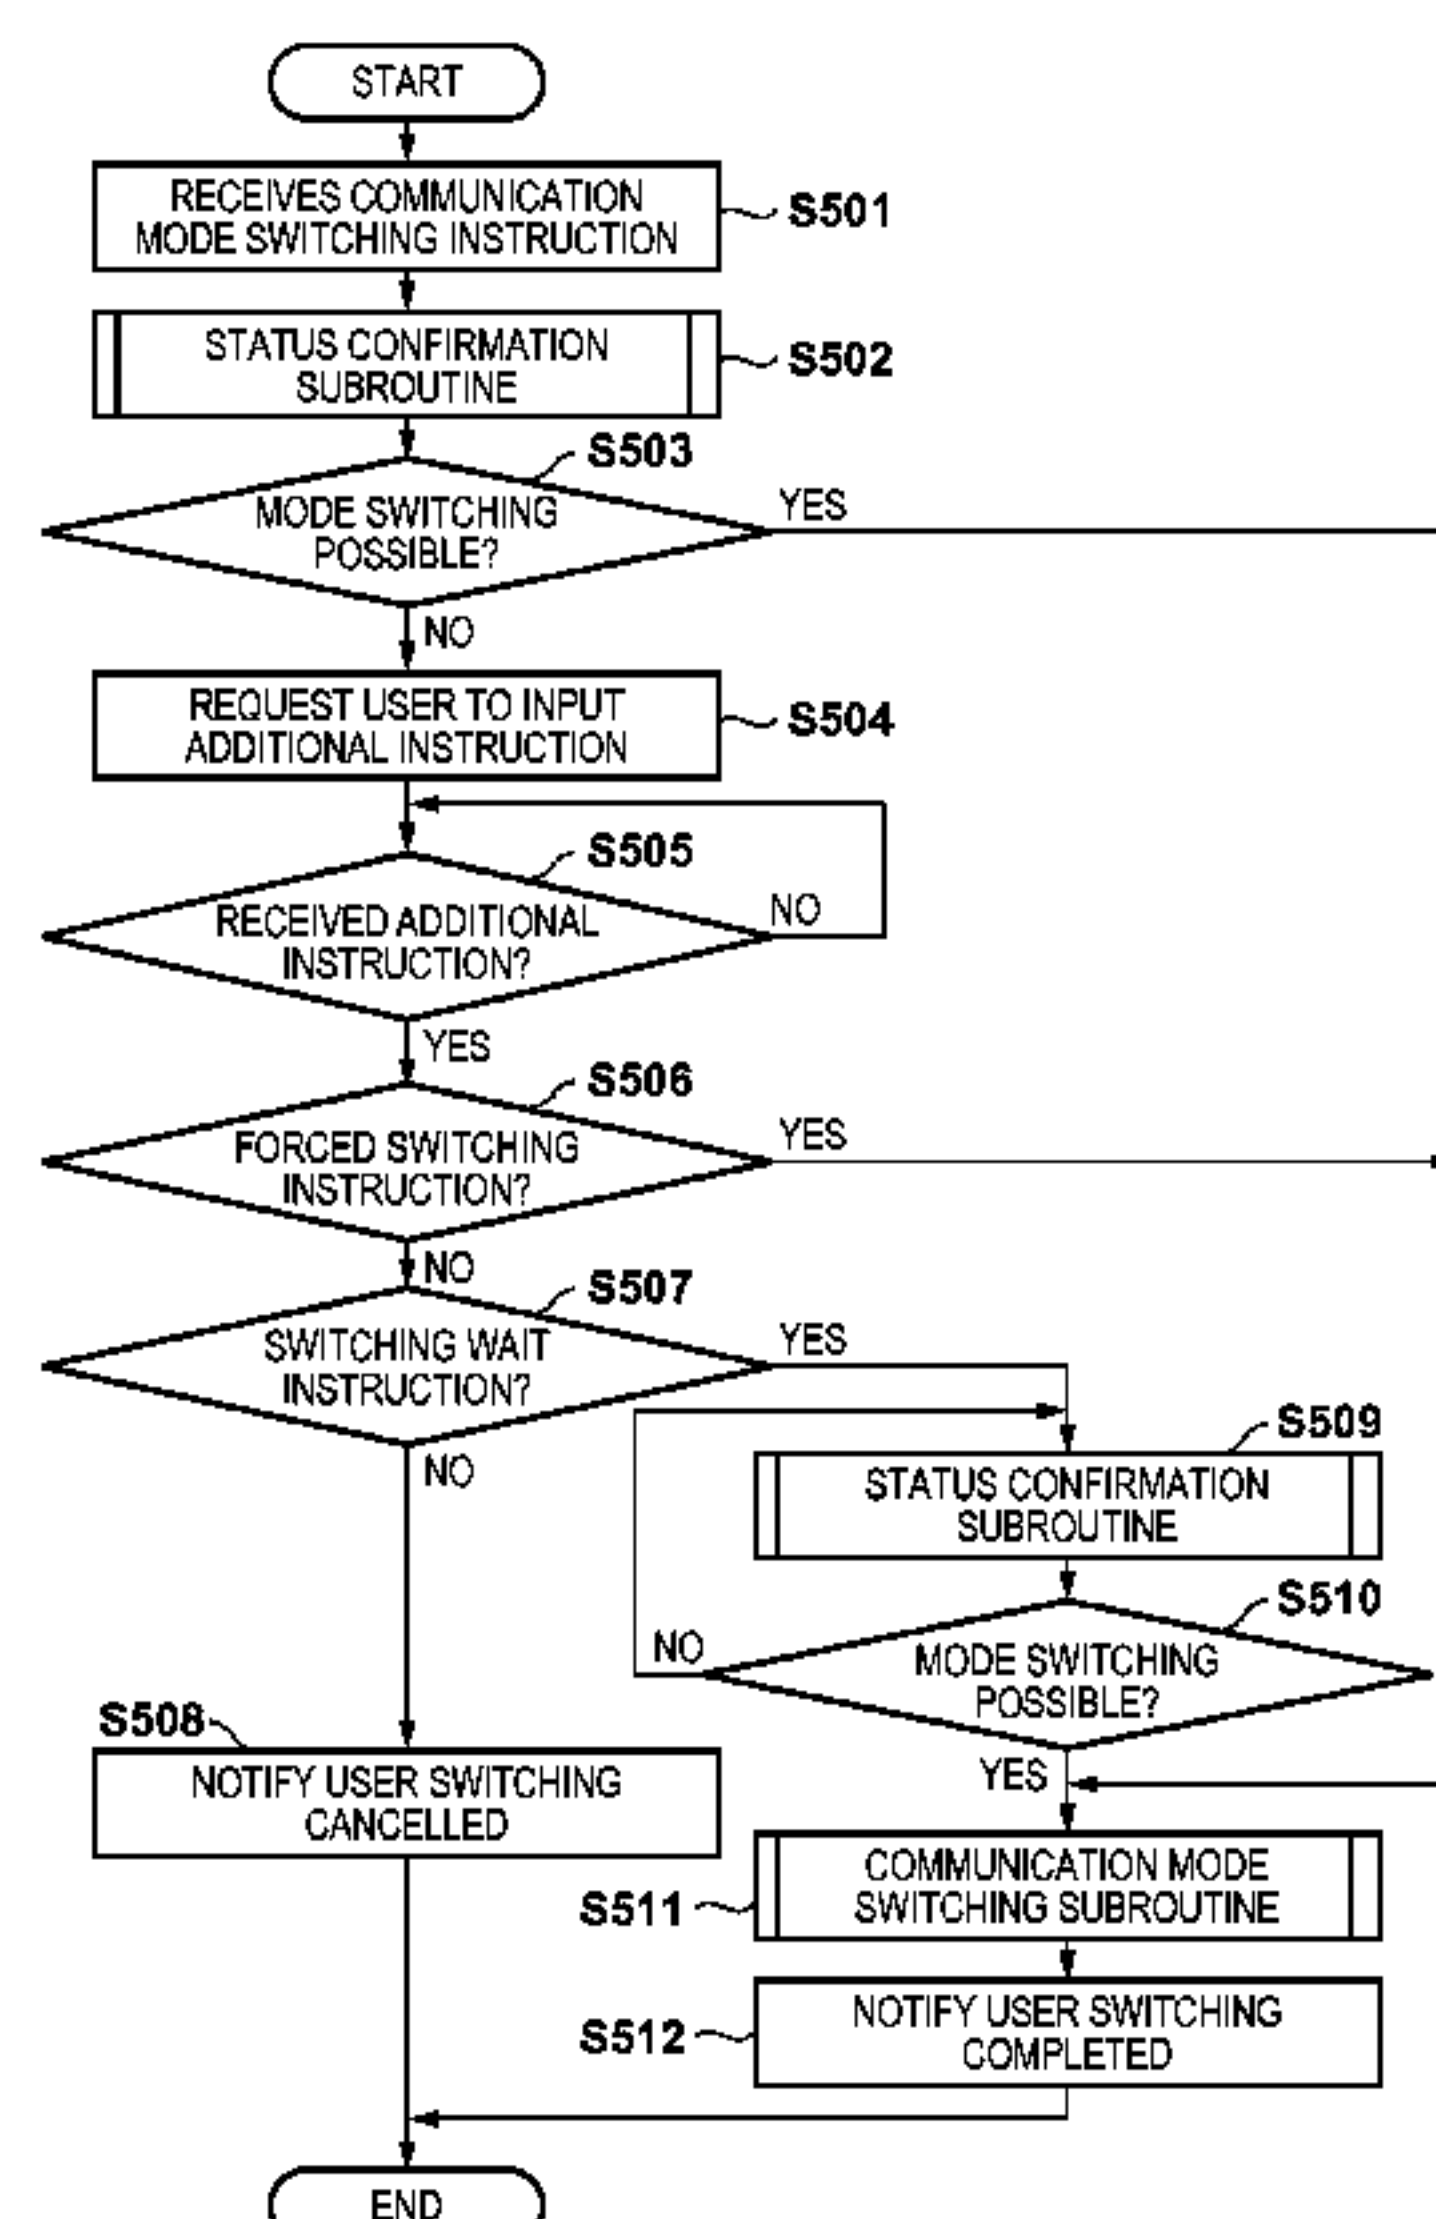 START
RECEIVES COMMUNICATION
MODE SWITCHING INSTRUCTION
S501
STATUS CONFIRMATION
SUBROUTINE
S502
S503
MODE SWITCHING
POSSIBLE?
YES
NO
REQUEST USER TO INPUT
ADDITIONAL INSTRUCTION
S504
S505
RECEIVED ADDITIONAL
INSTRUCTION?
NO
YES
S506
FORCED SWITCHING
INSTRUCTION?
YES
NO
S507
SWITCHING WAIT
INSTRUCTION?
YES
NO
S509
STATUS CONFIRMATION
SUBROUTINE
S510
MODE SWITCHING
POSSIBLE?
NO
YES
S508
NOTIFY USER SWITCHING
CANCELLED
COMMUNICATION MODE
SWITCHING SUBROUTINE
S511
NOTIFY USER SWITCHING
COMPLETED
S512
END